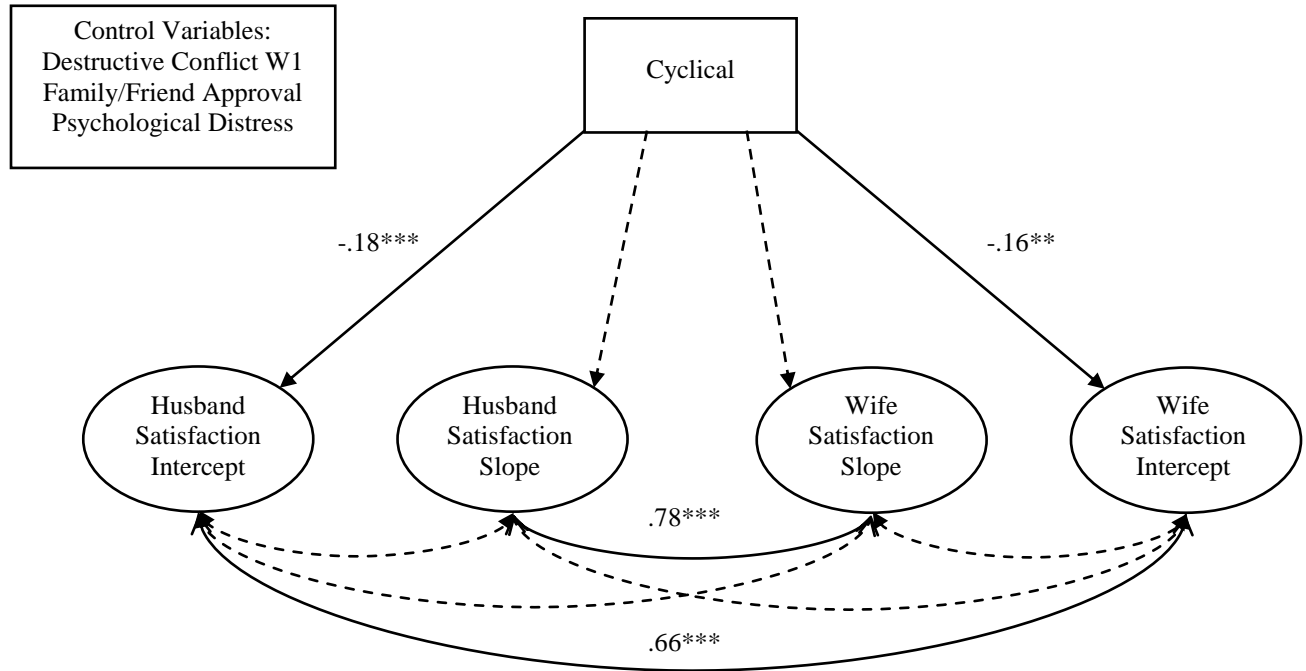 Control Variables:
Destructive Conflict W1
Family/Friend Approval
Psychological Distress
Cyclical
-.18***
-.16**
Husband
Satisfaction
Intercept
Husband
Satisfaction
Slope
Wife
Satisfaction
Slope
Wife
Satisfaction
Intercept
.78***
.66***